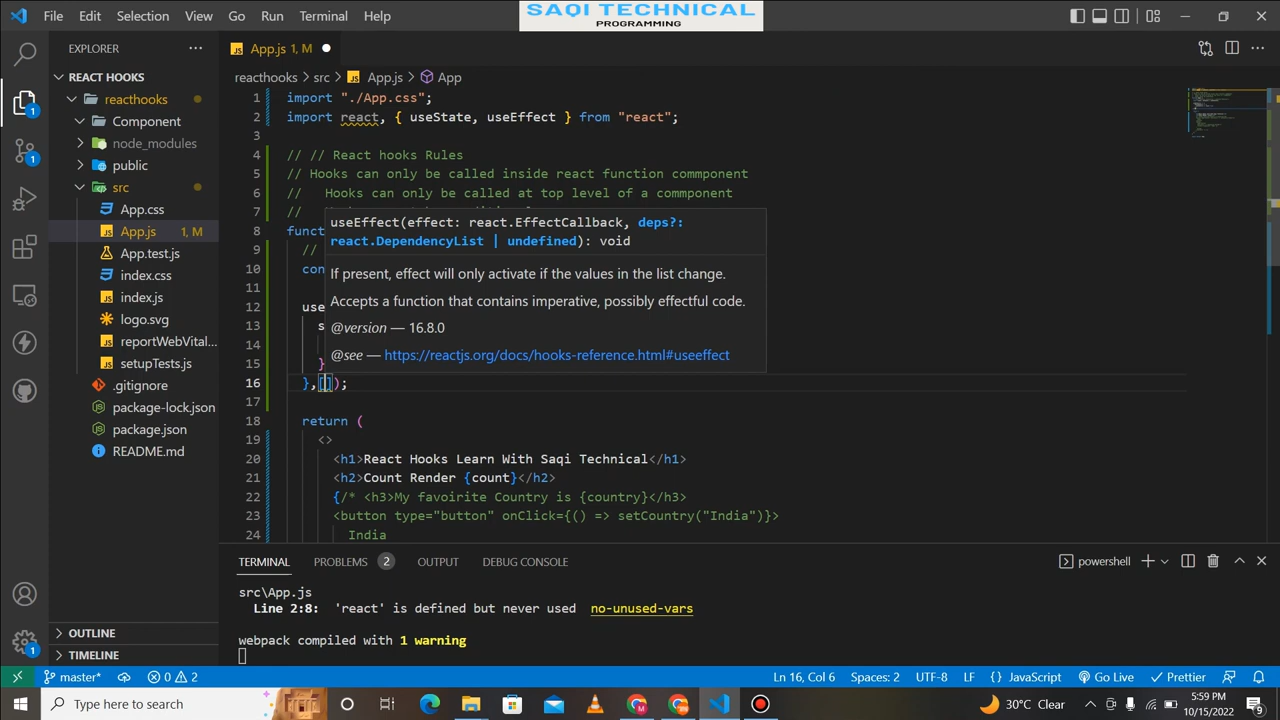 SAQI TECHNICAL
PROGRAMMING
File Edit Selection View Go Run Terminal Help
EXPLORER
App.js 1, M
REACT HOOKS
reacthooks
Component
node_modules
public
src
App.css
App.js 1, M
App.test.js
index.css
index.js
logo.svg
reportWebVital...
setupTests.js
.gitignore
package-lock.json
package.json
README.md
OUTLINE
TIMELINE
reacthooks > src > App.js > App
1 import "./App.css";
2 import react, { useState, useEffect } from "react";
3
4 // // React hooks Rules
5 // Hooks can only be called inside react function commponent
6 // Hooks can only be called at top level of a commponent
7 //
8 func
9 //
10 con
11
12 use
13 s
14
15 }
16 },[]);
17
18 return (
19 <>
20 <h1>React Hooks Learn With Saqi Technical</h1>
21 <h2>Count Render {count}</h2>
22 {/* <h3>My favoirite Country is {country}</h3>
23 <button type="button" onClick={() => setCountry("India")}>
24 India
useEffect(effect: react.EffectCallback, deps?:
react.DependencyList | undefined): void
If present, effect will only activate if the values in the list change.
Accepts a function that contains imperative, possibly effectful code.
@version — 16.8.0
@see — https://reactjs.org/docs/hooks-reference.html#useeffect
TERMINAL PROBLEMS 2 OUTPUT DEBUG CONSOLE
powershell
src\App.js
Line 2:8: 'react' is defined but never used no-unused-vars
webpack compiled with 1 warning
master* 0 2
Ln 16, Col 6 Spaces: 2 UTF-8 LF JavaScript Go Live Prettier
Type here to search
30°C Clear
5:59 PM
10/15/2022